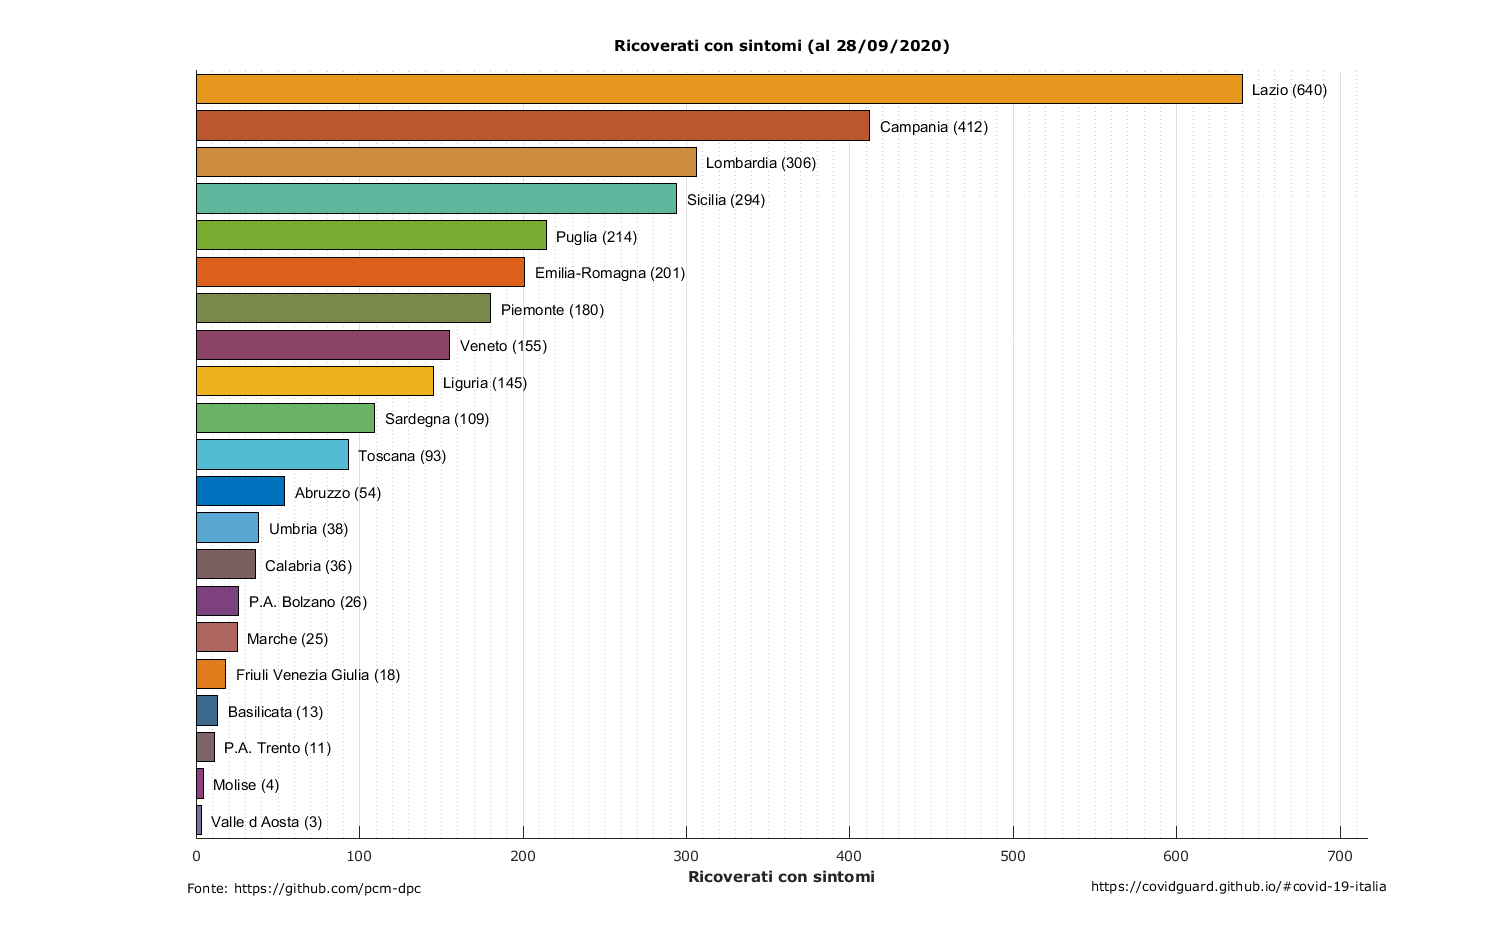 Ricoverati con sintomi (al 28/09/2020)
Lazio (640)
Campania (412)
Lombardia (306)
Sicilia (294)
Puglia (214)
Emilia-Romagna (201)
Piemonte (180)
Veneto (155)
Liguria (145)
Sardegna (109)
Toscana (93)
Abruzzo (54)
Umbria (38)
Calabria (36)
P.A. Bolzano (26)
Marche (25)
Friuli Venezia Giulia (18)
Basilicata (13)
P.A. Trento (11)
Molise (4)
Valle d Aosta (3)
0 100 200 300 400 500 600 700
Ricoverati con sintomi
Fonte: https://github.com/pcm-dpc
https://covidguard.github.io/#covid-19-italia